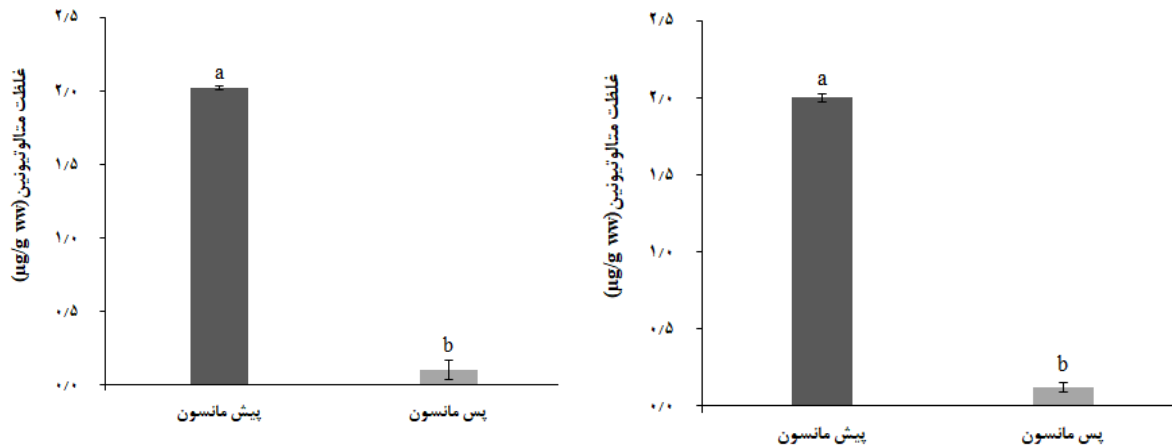 غلظت متالوتیونین (µg/g ww)
۲/۵
۲/۰
۱/۵
۱/۰
۰/۵
۰/۰
a
b
پیش مانسون
پس مانسون
غلظت متالوتیونین (µg/g ww)
۲/۵
۲/۰
۱/۵
۱/۰
۰/۵
۰/۰
a
b
پیش مانسون
پس مانسون